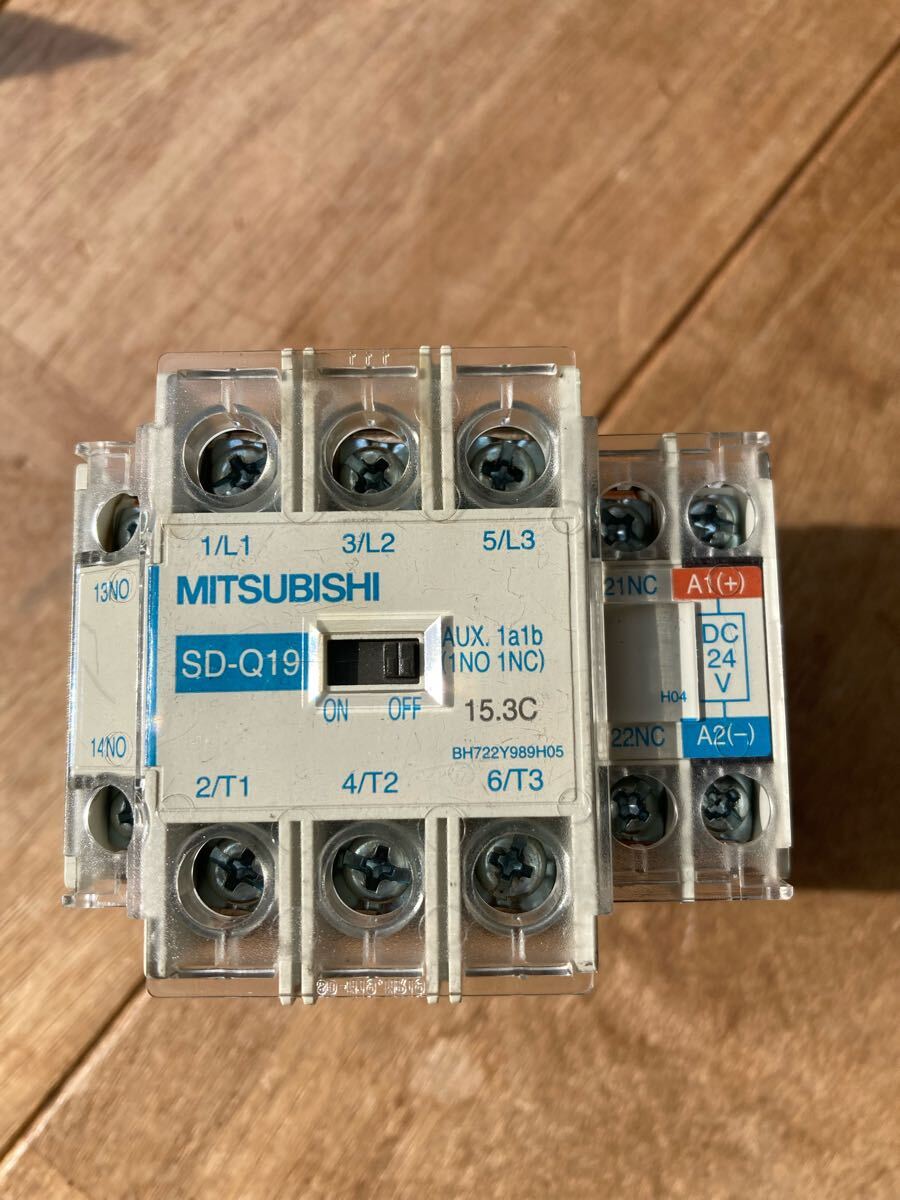 1/L1 3/L2 5/L3
13NO
MITSUBISHI
21NC A1(+)
SD-Q19
AUX. 1a1b
(1NO 1NC)
DC
24
V
ON OFF
15.3C
H04
14NO
BH722Y989H05
22NC A2(-)
2/T1 4/T2 6/T3